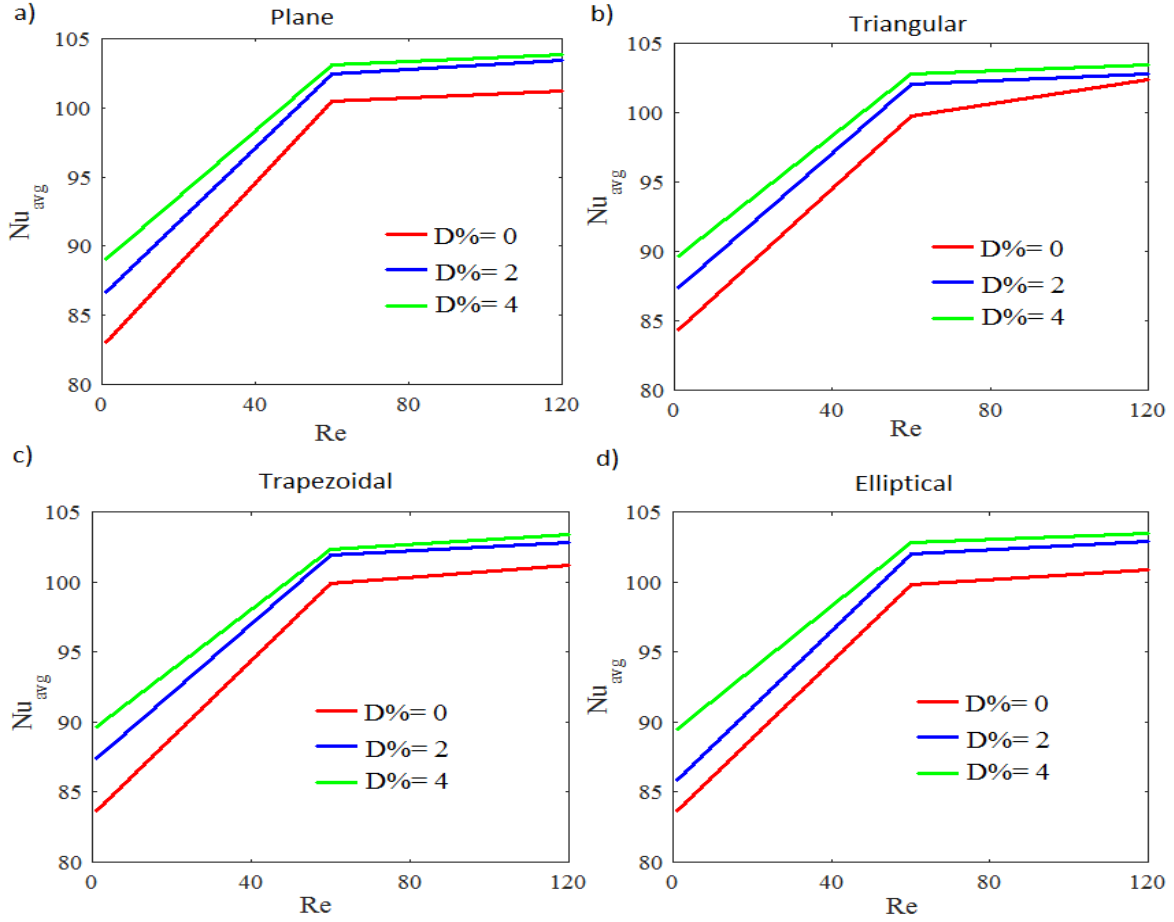 a)
Plane
105
100
95
90
85
80
Nu avg
D%= 0
D%= 2
D%= 4
0
40
80
120
Re
b)
Triangular
105
100
95
90
85
80
Nu avg
D%= 0
D%= 2
D%= 4
0
40
80
120
Re
c)
Trapezoidal
105
100
95
90
85
80
Nu avg
D%= 0
D%= 2
D%= 4
0
40
80
120
Re
d)
Elliptical
105
100
95
90
85
80
Nu avg
D%= 0
D%= 2
D%= 4
0
40
80
120
Re